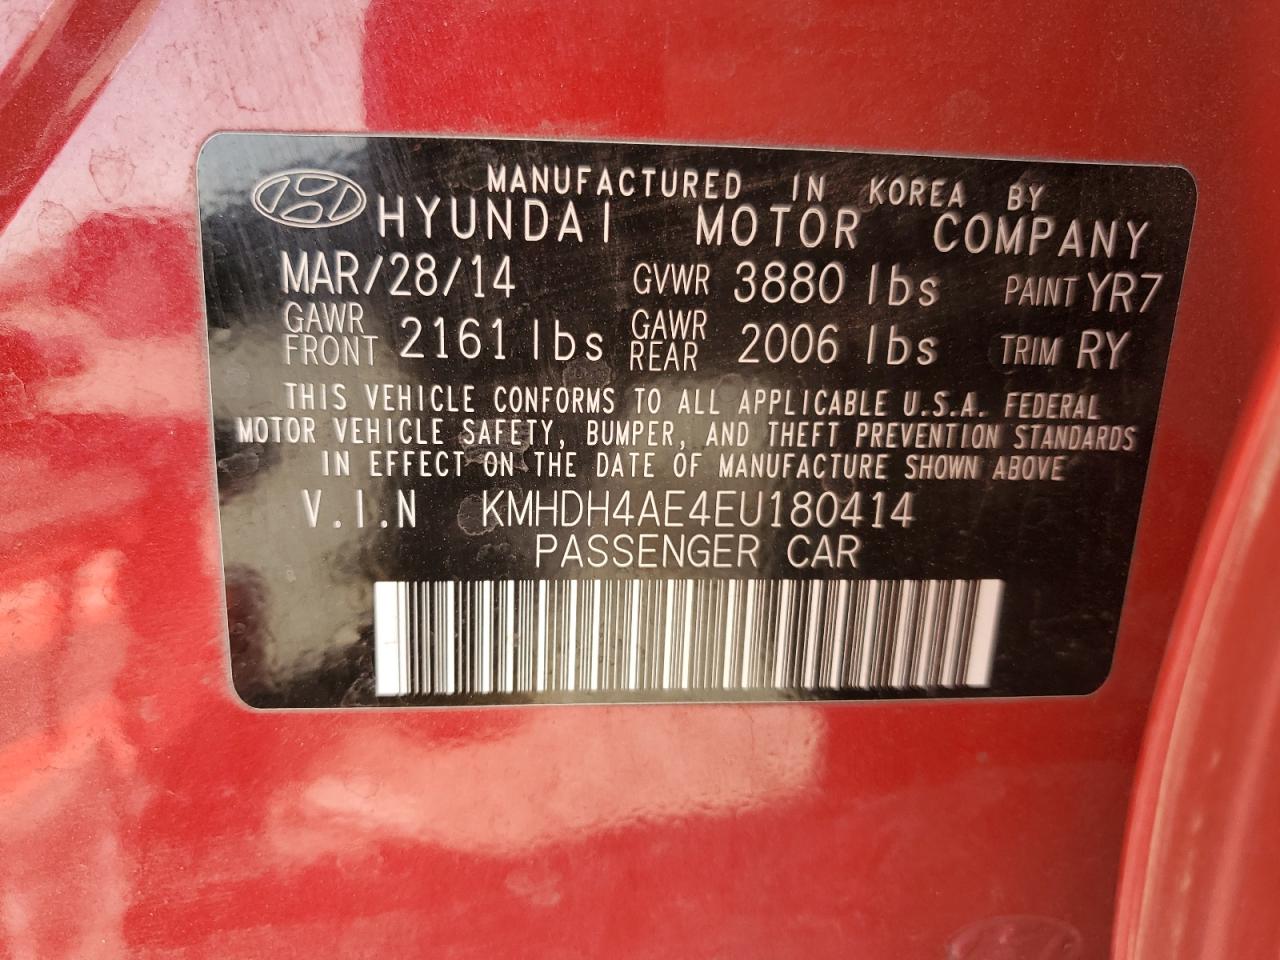 MANUFACTURED IN KOREA BY
HYUNDAI MOTOR COMPANY
MAR/28/14 GVWR 3880 lbs PAINT YR7
GAWR FRONT 2161 lbs GAWR REAR 2006 lbs TRIM RY
THIS VEHICLE CONFORMS TO ALL APPLICABLE U.S.A. FEDERAL
MOTOR VEHICLE SAFETY, BUMPER, AND THEFT PREVENTION STANDARDS
IN EFFECT ON THE DATE OF MANUFACTURE SHOWN ABOVE
V.I.N KMHDH4AE4EU180414
PASSENGER CAR